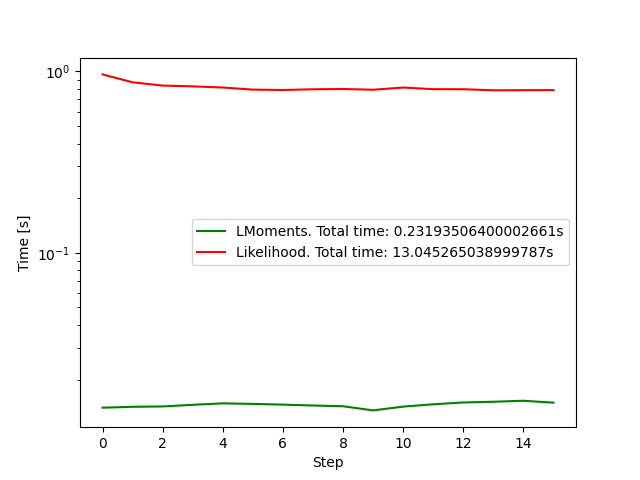 10⁰
Time [s]
LMoments. Total time: 0.23193506400002661s
Likelihood. Total time: 13.045265038999787s
10⁻¹
0 2 4 6 8 10 12 14
Step